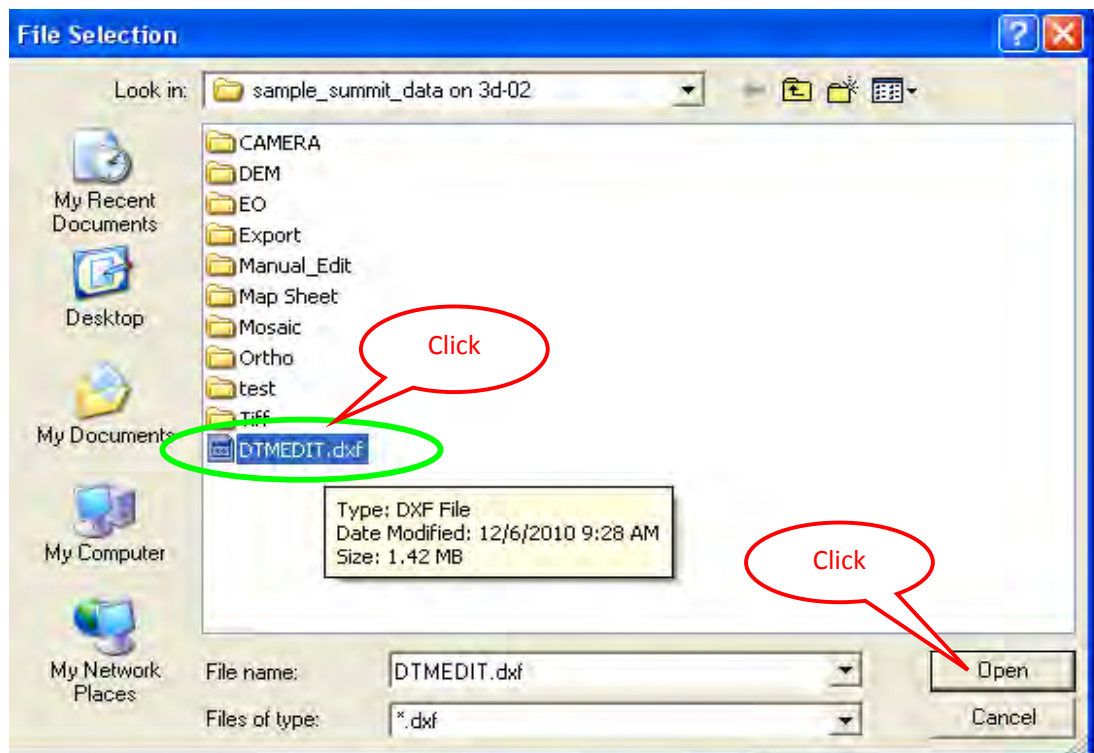 File Selection
Look in: sample_summit_data on 3d-02
My Recent
Documents
Desktop
My Documents
My Computer
My Network
Places
CAMERA
DEM
EO
Export
Manual_Edit
Map Sheet
Mosaic
Ortho
test
Tiff
DTMEDIT.dxf
Click
Type: DXF File
Date Modified: 12/6/2010 9:28 AM
Size: 1.42 MB
Click
File name: DTMEDIT.dxf Open
Files of type: *.dxf Cancel